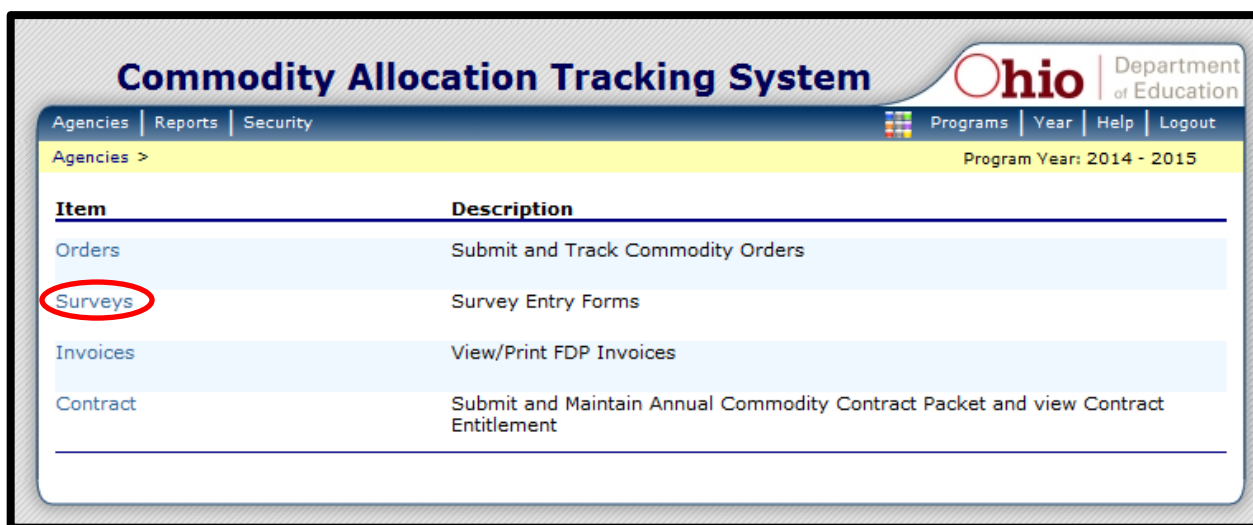 Commodity Allocation Tracking System
Ohio Department of Education
Agencies | Reports | Security Programs | Year | Help | Logout
Agencies > Program Year: 2014 - 2015
Item Description
Orders Submit and Track Commodity Orders
Surveys Survey Entry Forms
Invoices View/Print FDP Invoices
Contract Submit and Maintain Annual Commodity Contract Packet and view Contract
Entitlement